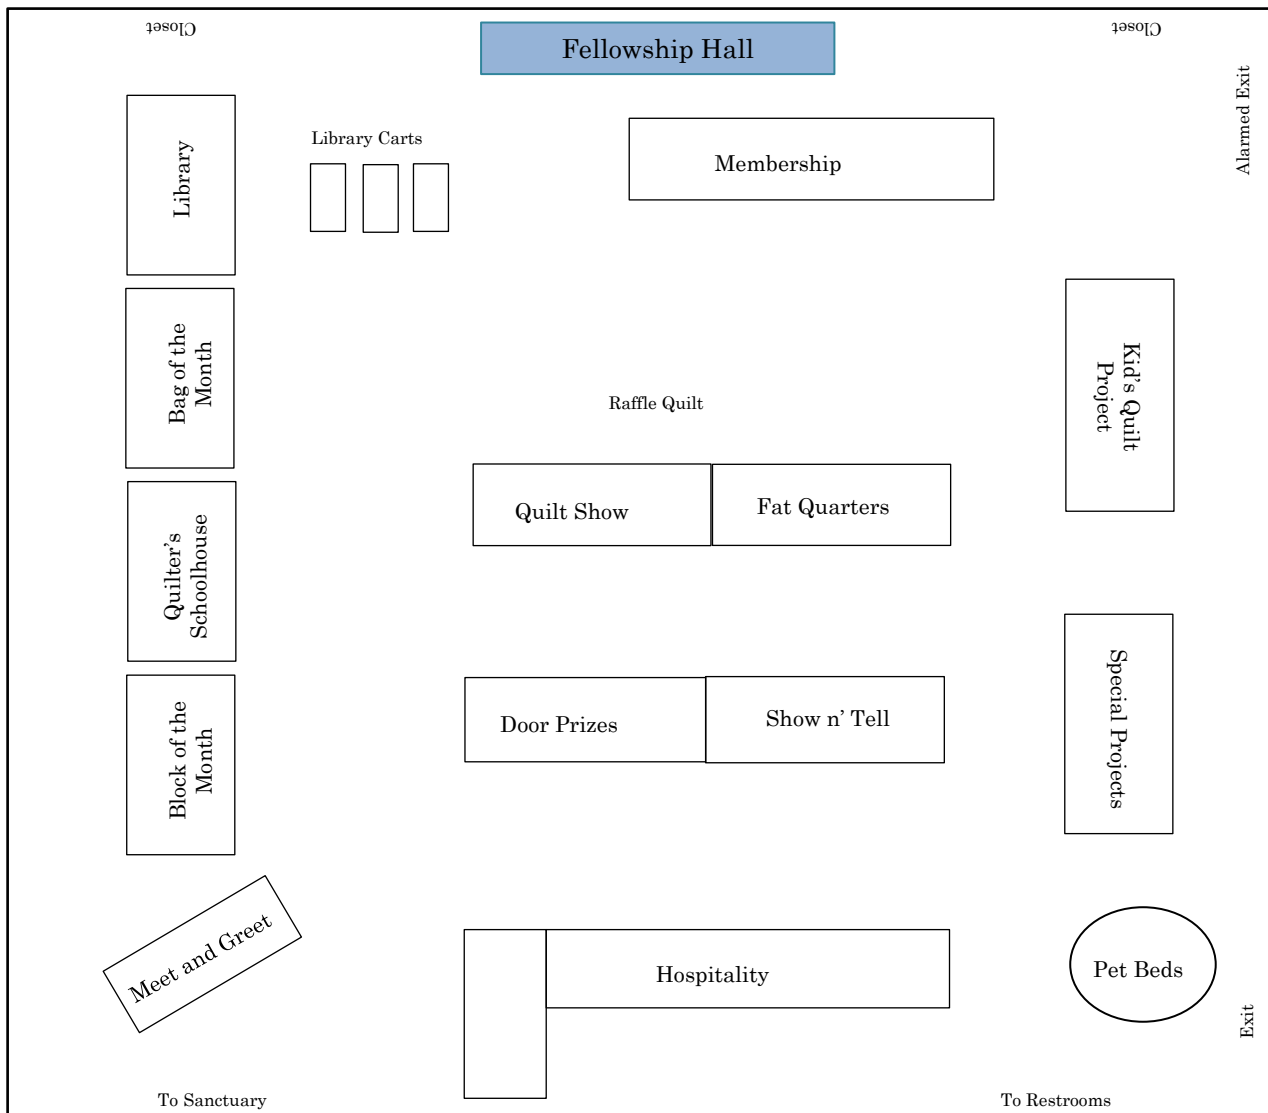 Closet
Closet
Fellowship Hall
Alarmed Exit
Library
Library Carts
Membership
Bag of the
Month
Kid's Quilt
Project
Raffle Quilt
Quilt Show
Fat Quarters
Quilter's
Schoolhouse
Special Projects
Door Prizes
Show n’ Tell
Block of the
Month
Meet and Greet
Hospitality
Pet Beds
Exit
To Sanctuary
To Restrooms